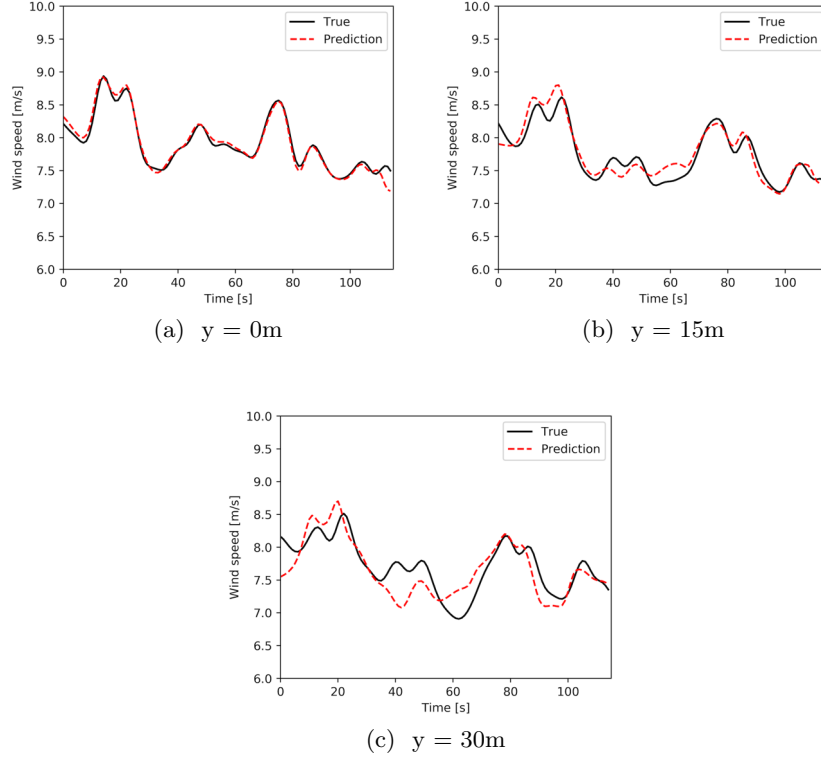 10.0
9.5
9.0
8.5
8.0
7.5
7.0
6.5
6.0
Wind speed [m/s]
0 20 40 60 80 100
Time [s]
True
Prediction
(a) y = 0m
10.0
9.5
9.0
8.5
8.0
7.5
7.0
6.5
6.0
Wind speed [m/s]
0 20 40 60 80 100
Time [s]
True
Prediction
(b) y = 15m
10.0
9.5
9.0
8.5
8.0
7.5
7.0
6.5
6.0
Wind speed [m/s]
0 20 40 60 80 100
Time [s]
True
Prediction
(c) y = 30m